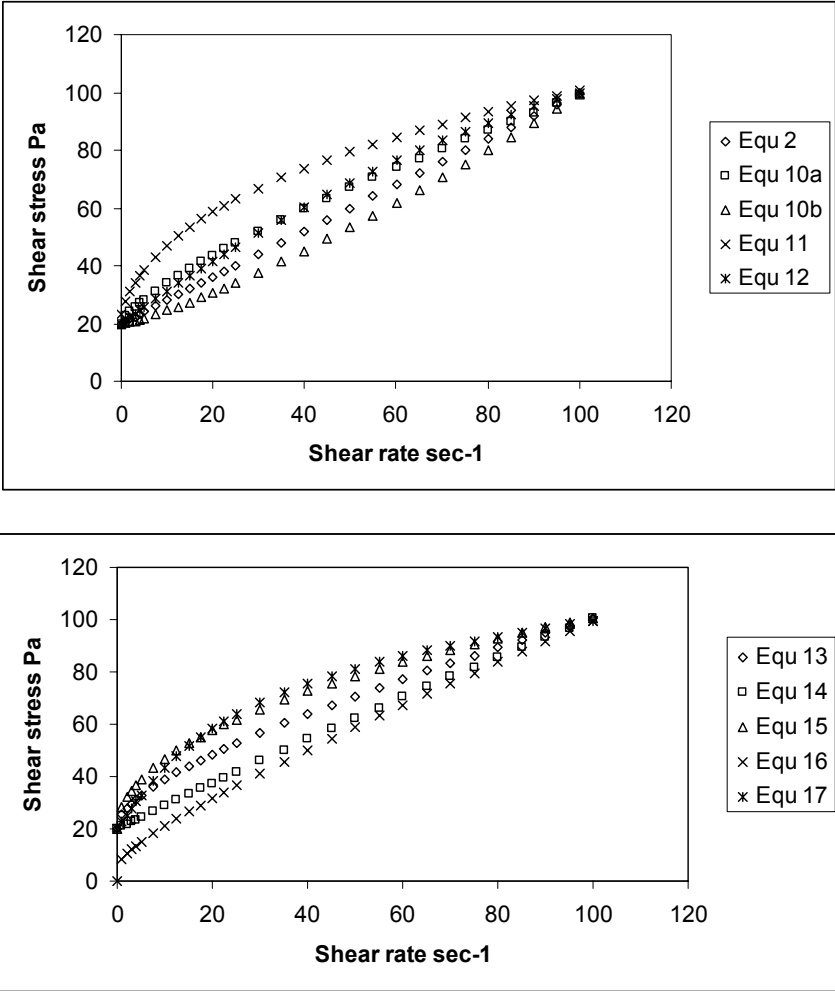 120
100
80
60
40
20
0
Shear stress Pa
0 20 40 60 80 100 120
Shear rate sec-1
Equ 2
Equ 10a
Equ 10b
Equ 11
Equ 12
120
100
80
60
40
20
0
Shear stress Pa
0 20 40 60 80 100 120
Shear rate sec-1
Equ 13
Equ 14
Equ 15
Equ 16
Equ 17